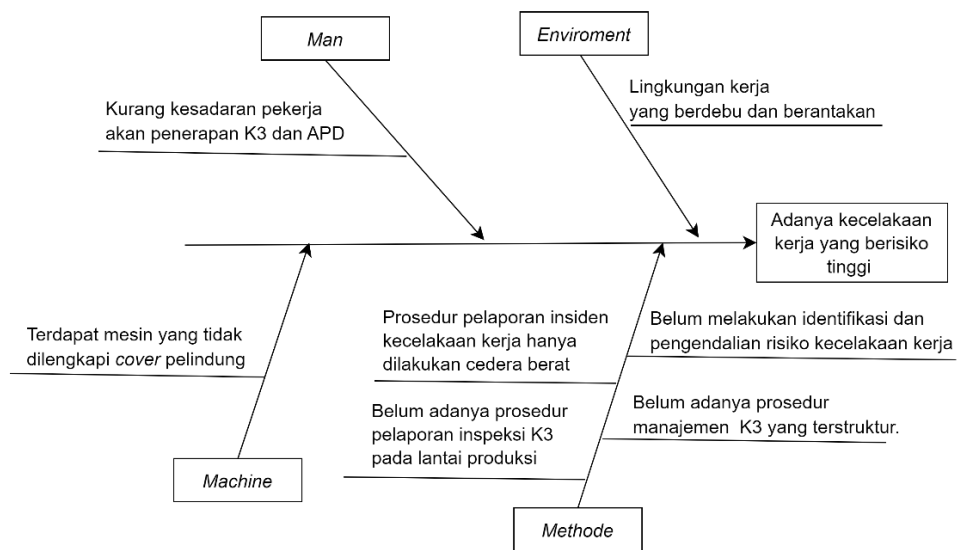 Man
Enviroment
Kurang kesadaran pekerja
akan penerapan K3 dan APD
Lingkungan kerja
yang berdebu dan berantakan
Adanya kecelakaan
kerja yang berisiko
tinggi
Terdapat mesin yang tidak
dilengkapi cover pelindung
Prosedur pelaporan insiden
kecelakaan kerja hanya
dilakukan cedera berat
Belum melakukan identifikasi dan
pengendalian risiko kecelakaan kerja
Belum adanya prosedur
pelaporan inspeksi K3
pada lantai produksi
Belum adanya prosedur
manajemen K3 yang terstruktur.
Machine
Methode